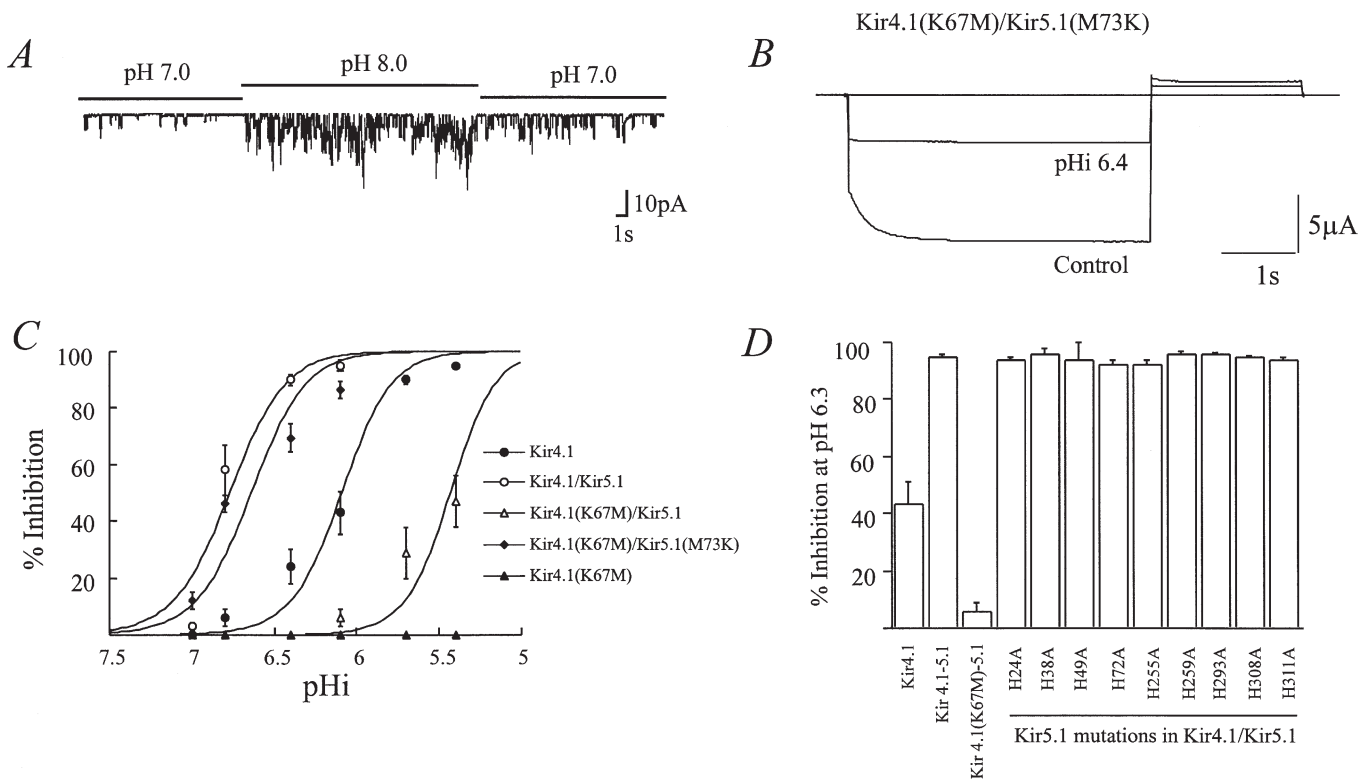 A
pH 7.0
pH 8.0
pH 7.0
10pA
1s
B
Kir4.1(K67M)/Kir5.1(M73K)
pHi 6.4
Control
5μA
1s
C
% Inhibition
100
80
60
40
20
7.5 7 6.5 6 5.5 5
pHi
Kir4.1
Kir4.1/Kir5.1
Kir4.1(K67M)/Kir5.1
Kir4.1(K67M)/Kir5.1(M73K)
Kir4.1(K67M)
D
% Inhibition at pH 6.3
100
80
60
40
20
Kir4.1
Kir 4.1-5.1
Kir 4.1(K67M)-5.1
H24A
H38A
H49A
H72A
H255A
H259A
H293A
H308A
H311A
Kir5.1 mutations in Kir4.1/Kir5.1